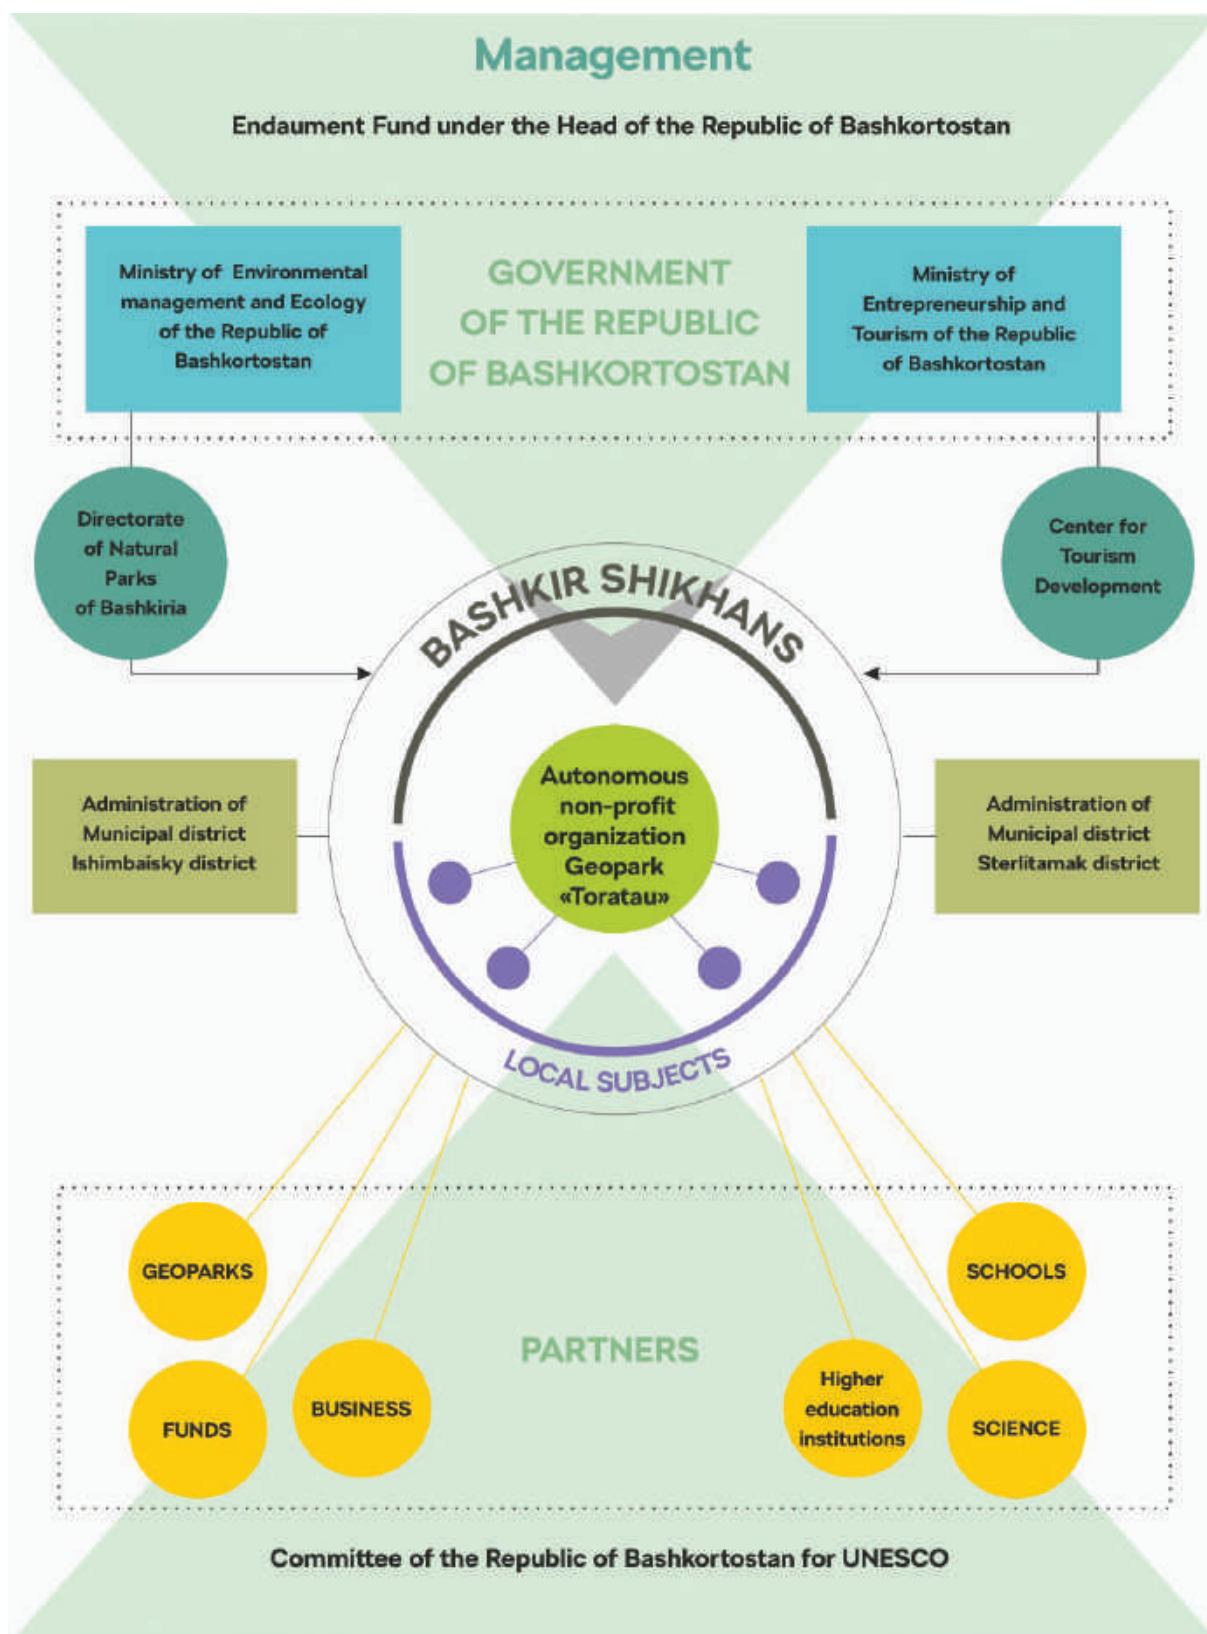 Management
Endaument Fund under the Head of the Republic of Bashkortostan
Ministry of Environmental
management and Ecology
of the Republic of
Bashkortostan
GOVERNMENT
OF THE REPUBLIC
OF BASHKORTOSTAN
Ministry of
Entrepreneurship and
Tourism of the Republic
of Bashkortostan
Directorate
of Natural
Parks
of Bashkiria
Center for
Tourism
Development
BASHKIR SHIKHANS
Administration of
Municipal district
Ishimbaisky district
Autonomous
non-profit
organization
Geopark
«Toratau»
Administration of
Municipal district
Sterlitamak district
LOCAL SUBJECTS
GEOPARKS
SCHOOLS
PARTNERS
FUNDS
BUSINESS
Higher
education
institutions
SCIENCE
Committee of the Republic of Bashkortostan for UNESCO